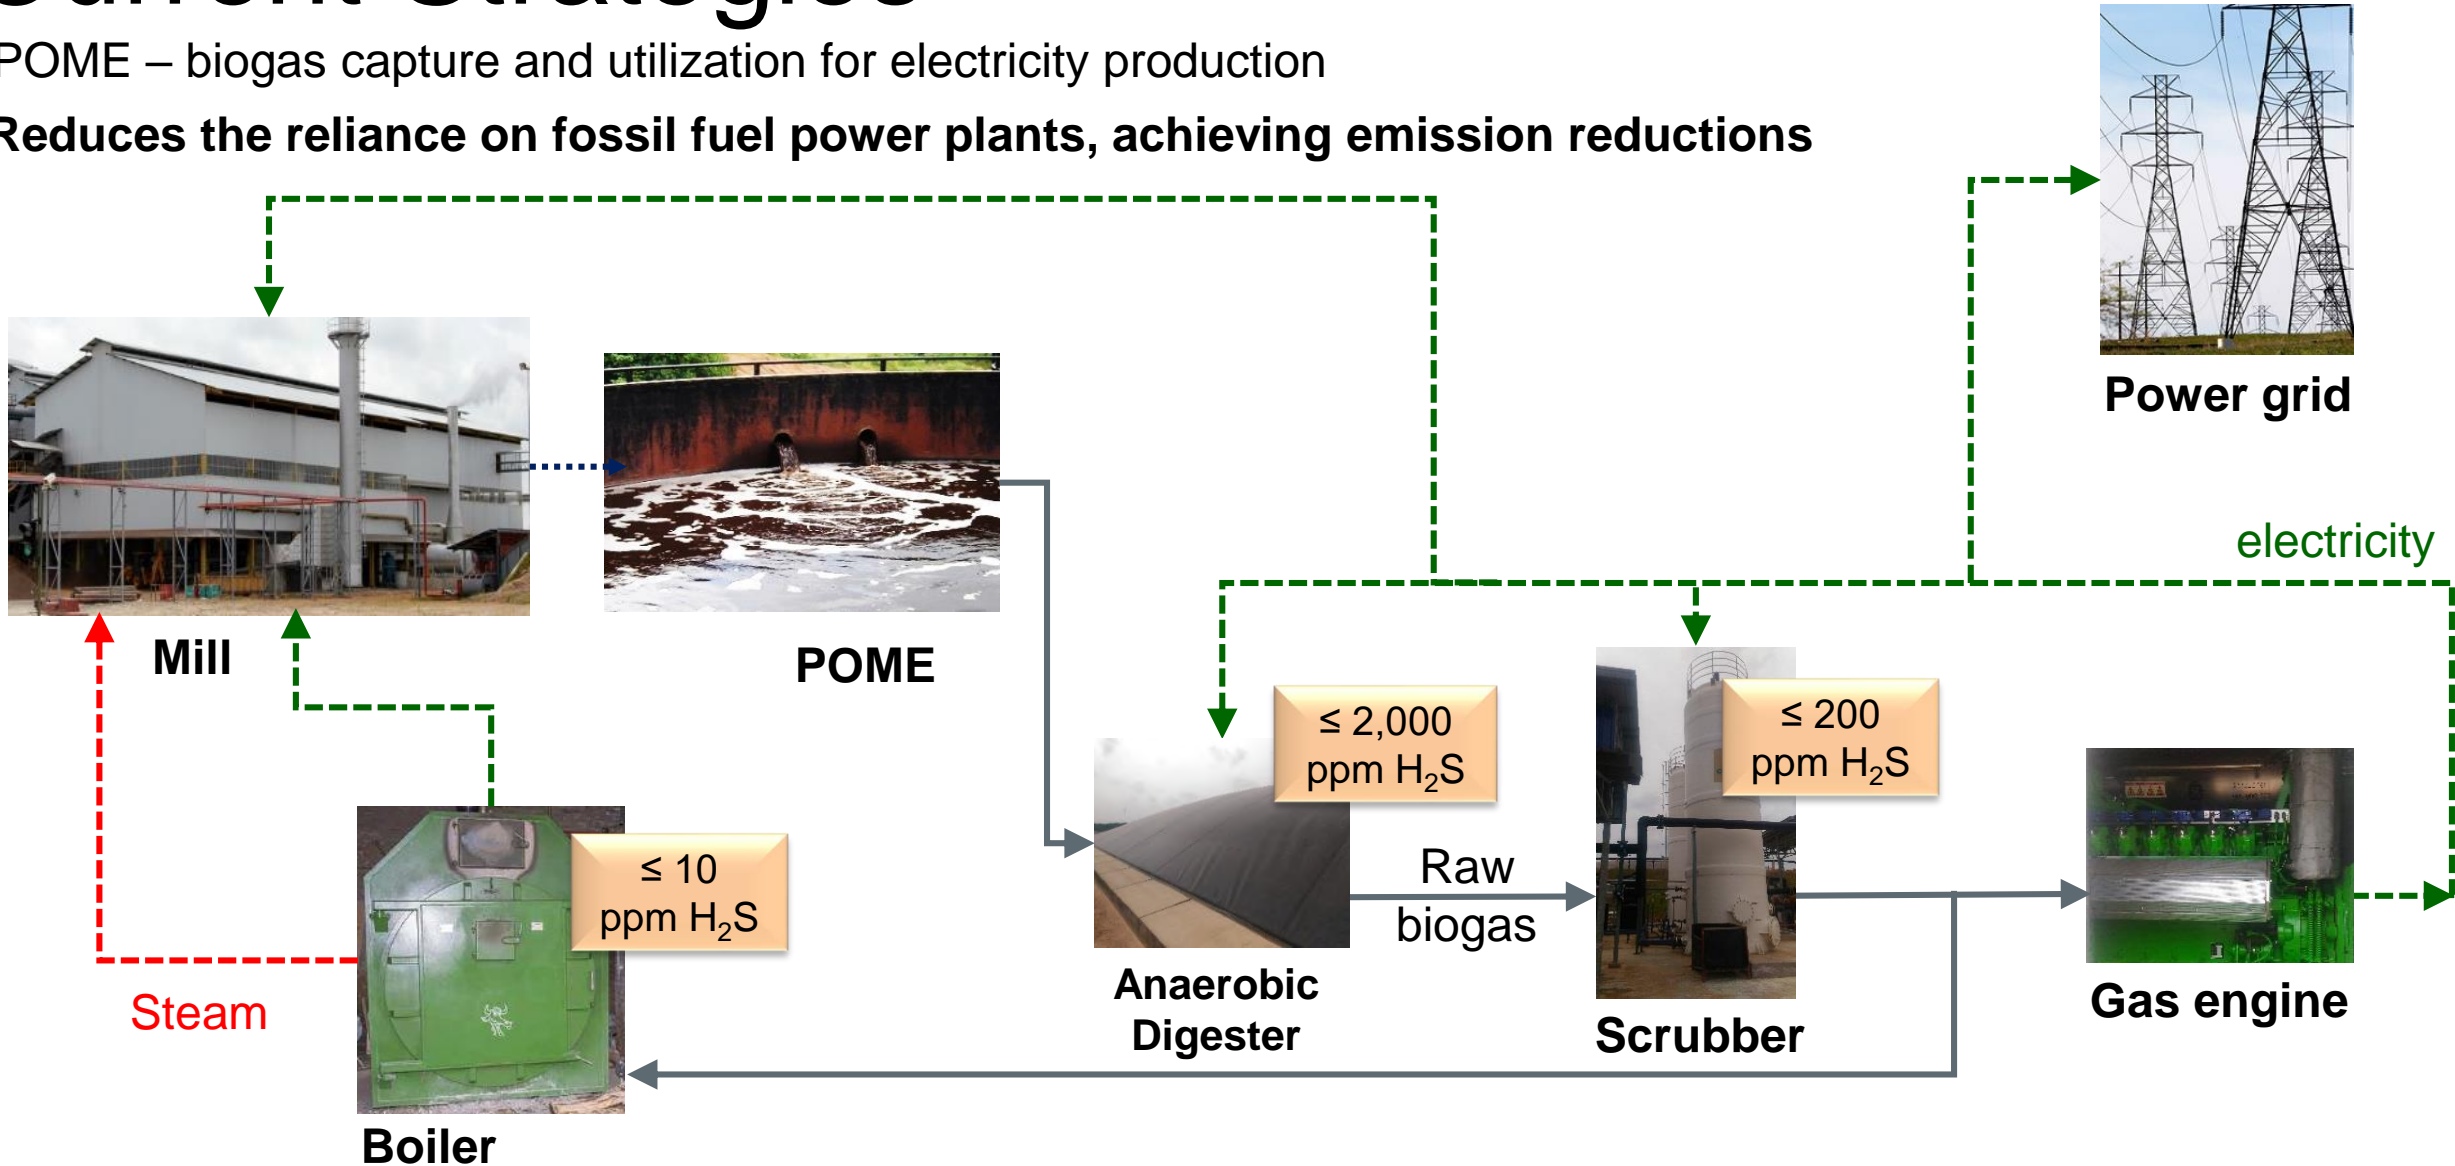 Current Strategies
POME – biogas capture and utilization for electricity production
Reduces the reliance on fossil fuel power plants, achieving emission reductions
Power grid
electricity
Mill
POME
≤ 2,000
ppm H₂S
≤ 200
ppm H₂S
≤ 10
ppm H₂S
Raw
biogas
Steam
Anaerobic
Digester
Scrubber
Gas engine
Boiler